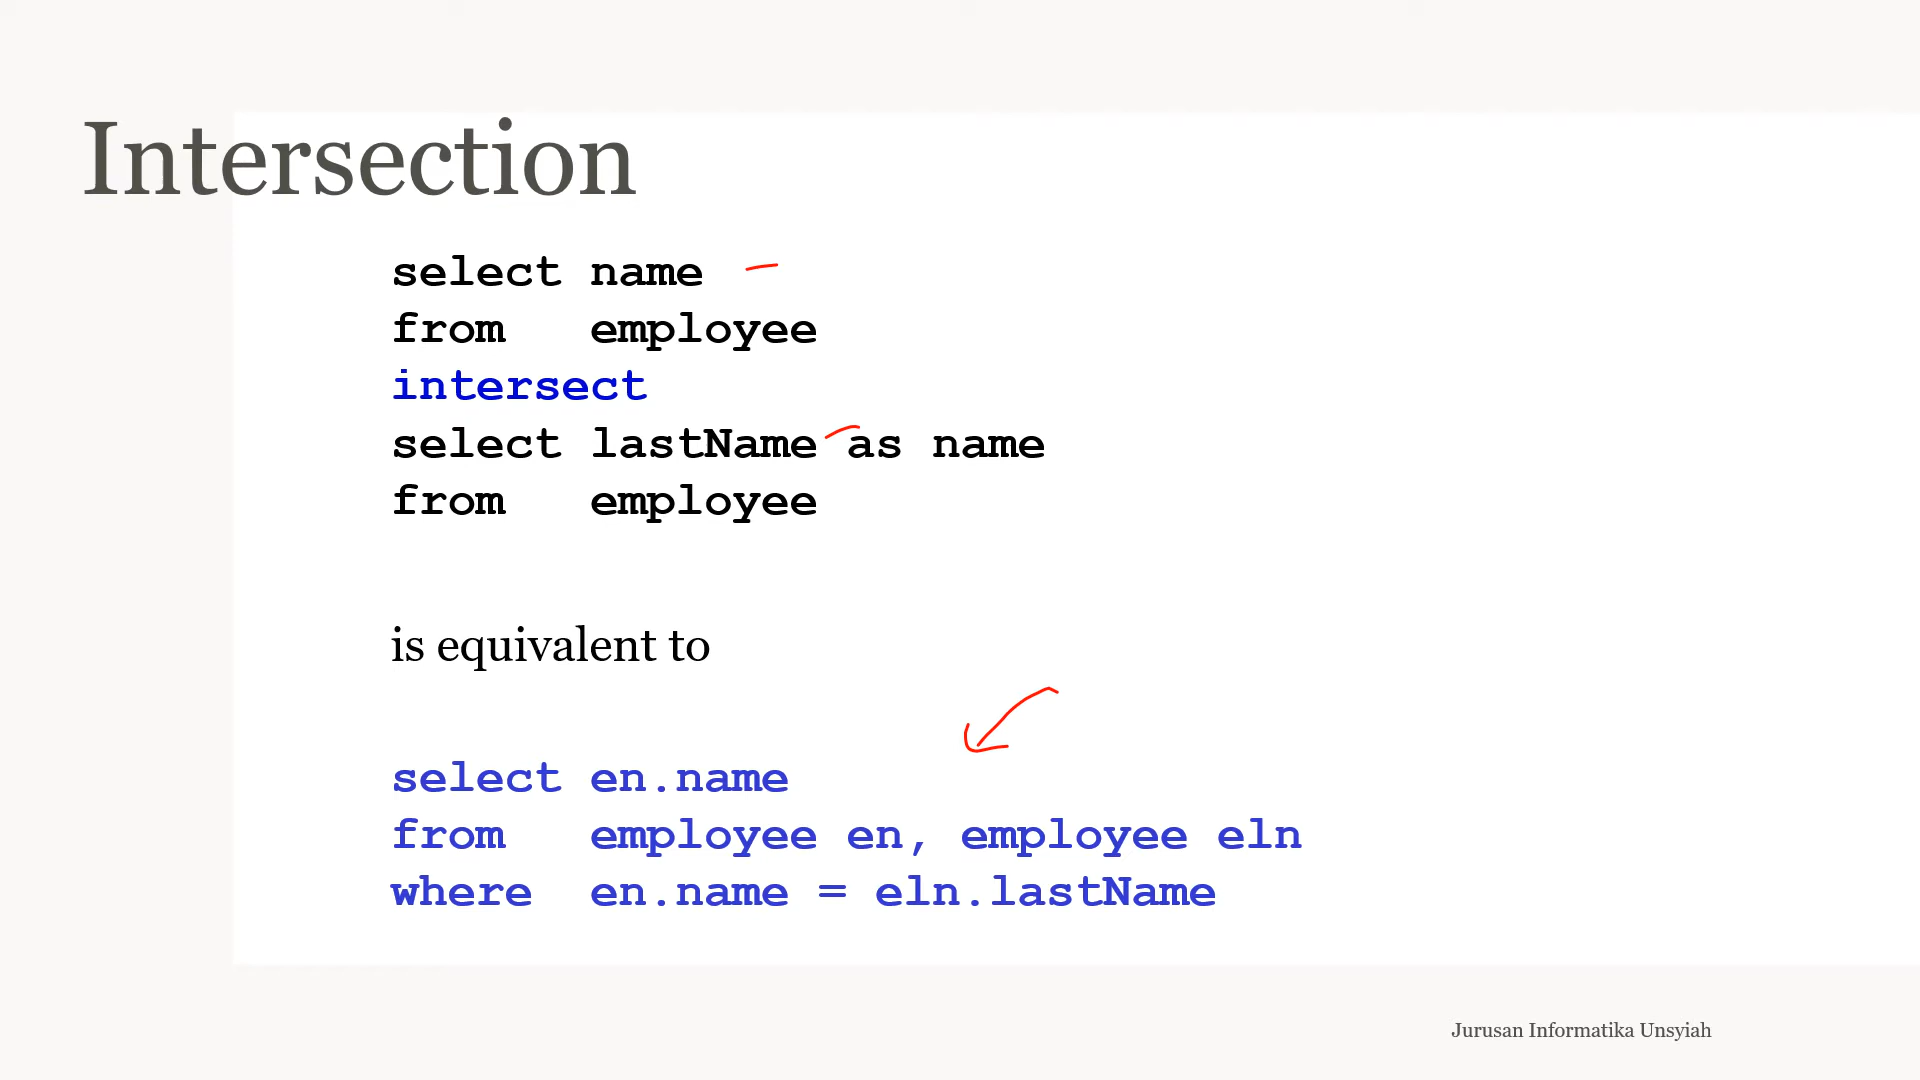 Intersection
select name
from   employee
intersect
select lastName as name
from   employee
is equivalent to
select en.name
from   employee en, employee eln
where  en.name = eln.lastName
Jurusan Informatika Unsyiah